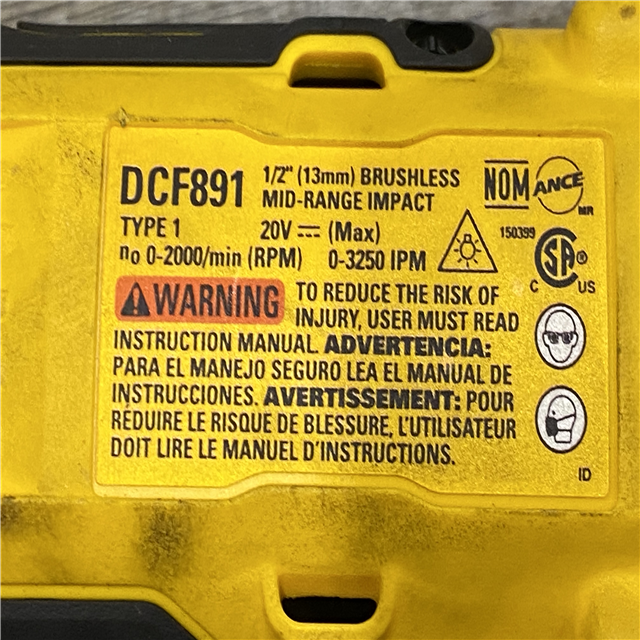 DCF891 1/2" (13mm) BRUSHLESS
MID-RANGE IMPACT
NOM ANCE MR
TYPE 1 20V ⎓ (Max)
150399
no 0-2000/min (RPM) 0-3250 IPM
SA ®
C US
WARNING TO REDUCE THE RISK OF
INJURY, USER MUST READ
INSTRUCTION MANUAL. ADVERTENCIA:
PARA EL MANEJO SEGURO LEA EL MANUAL DE
INSTRUCCIONES. AVERTISSEMENT: POUR
RÉDUIRE LE RISQUE DE BLESSURE, L'UTILISATEUR
DOIT LIRE LE MANUEL D'INSTRUCTIONS.
ID